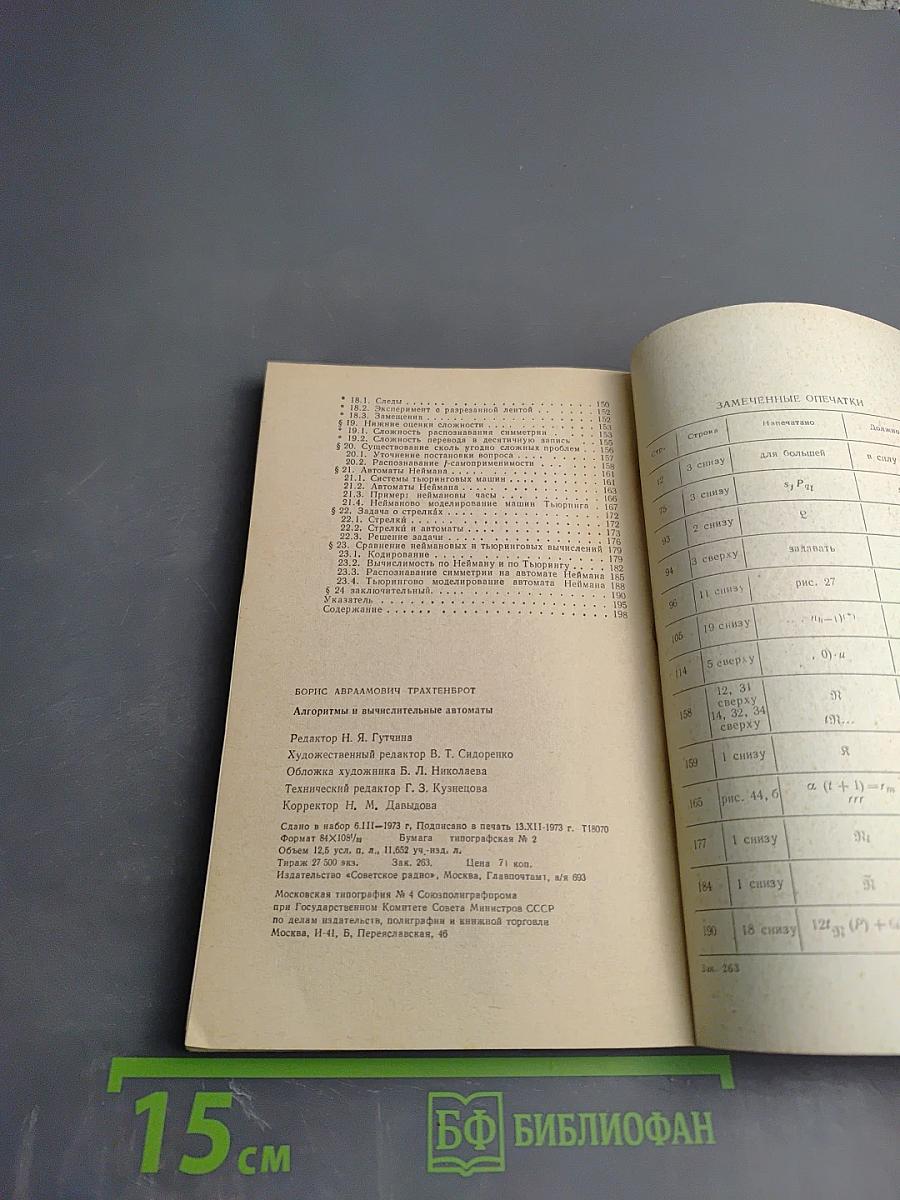 * 18.1. Следы . . . 150
* 18.2. Эксперимент с разрезанной лентой . . . 152
* 18.3. Замещения . . . 152
§ 19. Нижние оценки сложности . . . 153
* 19.1. Сложность распознавания симметрии . . . 153
* 19.2. Сложность перевода в десятичную запись . . . 155
§ 20. Существование сколь угодно сложных проблем . . . 156
20.1. Уточнение постановки вопроса . . . 157
20.2. Распознавание f-самоприменимости . . . 158
§ 21. Автоматы Неймана . . . 161
21.1. Системы тьюринговых машин . . . 161
21.2. Автоматы Неймана . . . 163
21.3. Пример: неймановы часы . . . 166
21.4. Нейманово моделирование машин Тьюринга . 167
§ 22. Задача о стрелка́х . . . 172
22.1. Стрелки́ . . . 172
22.2. Стрелки́ и автоматы . . . 173
22.3. Решение задачи . . . 176
§ 23. Сравнение неймановых и тьюринговых вычислений 179
23.1. Кодирование . . . 179
23.2. Вычислимость по Нейману и по Тьюрингу . . . 182
23.3. Распознавание симметрии на автомате Неймана 185
23.4. Тьюрингово моделирование автомата Неймана 188
§ 24 заключительный. . . . 190
Указатель . . . 195
Содержание . . . 198
БОРИС АВРААМОВИЧ ТРАХТЕНБРОТ
Алгоритмы и вычислительные автоматы
Редактор Н. Я. Гутчина
Художественный редактор В. Т. Сидоренко
Обложка художника Б. Л. Николаева
Технический редактор Г. З. Кузнецова
Корректор Н. М. Давыдова
Сдано в набор 6.III—1973 г, Подписано в печать 13.XII-1973 г. Т18070
Формат 84×108¹/₃₂ Бумага типографская № 2
Объем 12,5 усл. п. л., 11,652 уч.-изд. л.
Тираж 27 500 экз. Зак. 263, Цена 71 коп.
Издательство «Советское радио», Москва, Главпочтамт, а/я 693
Московская типография № 4 Союзполиграфпрома
при Государственном Комитете Совета Министров СССР
по делам издательств, полиграфии и книжной торговли
Москва, И-41, Б, Переяславская, 46
ЗАМЕЧЕННЫЕ ОПЕЧАТКИ
Стр. Строка Напечатано Должно
12 3 снизу для большей в силу
75 3 снизу
93 2 снизу
94 3 сверху задавать
96 11 снизу рис. 27
105 19 снизу
114 5 сверху , 0)·μ
158 12, 31 сверху 𝔑
14, 32, 34 сверху
159 1 снизу
165 рис. 44, б α (t + 1) = r_m
rrr
177 1 снизу
184 1 снизу
190 18 снизу
Зак. 263
15 см
БФ БИБЛИОФАН